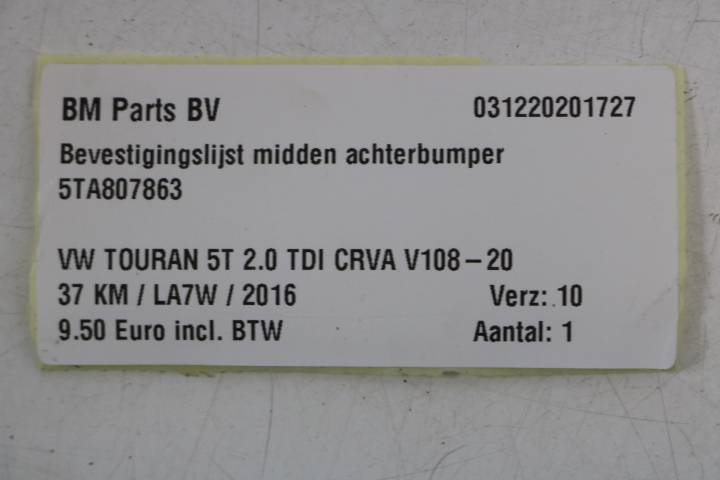 BM Parts BV 031220201727
Bevestigingslijst midden achterbumper
5TA807863
VW TOURAN 5T 2.0 TDI CRVA V108-20
37 KM / LA7W / 2016 Verz: 10
9.50 Euro incl. BTW Aantal: 1